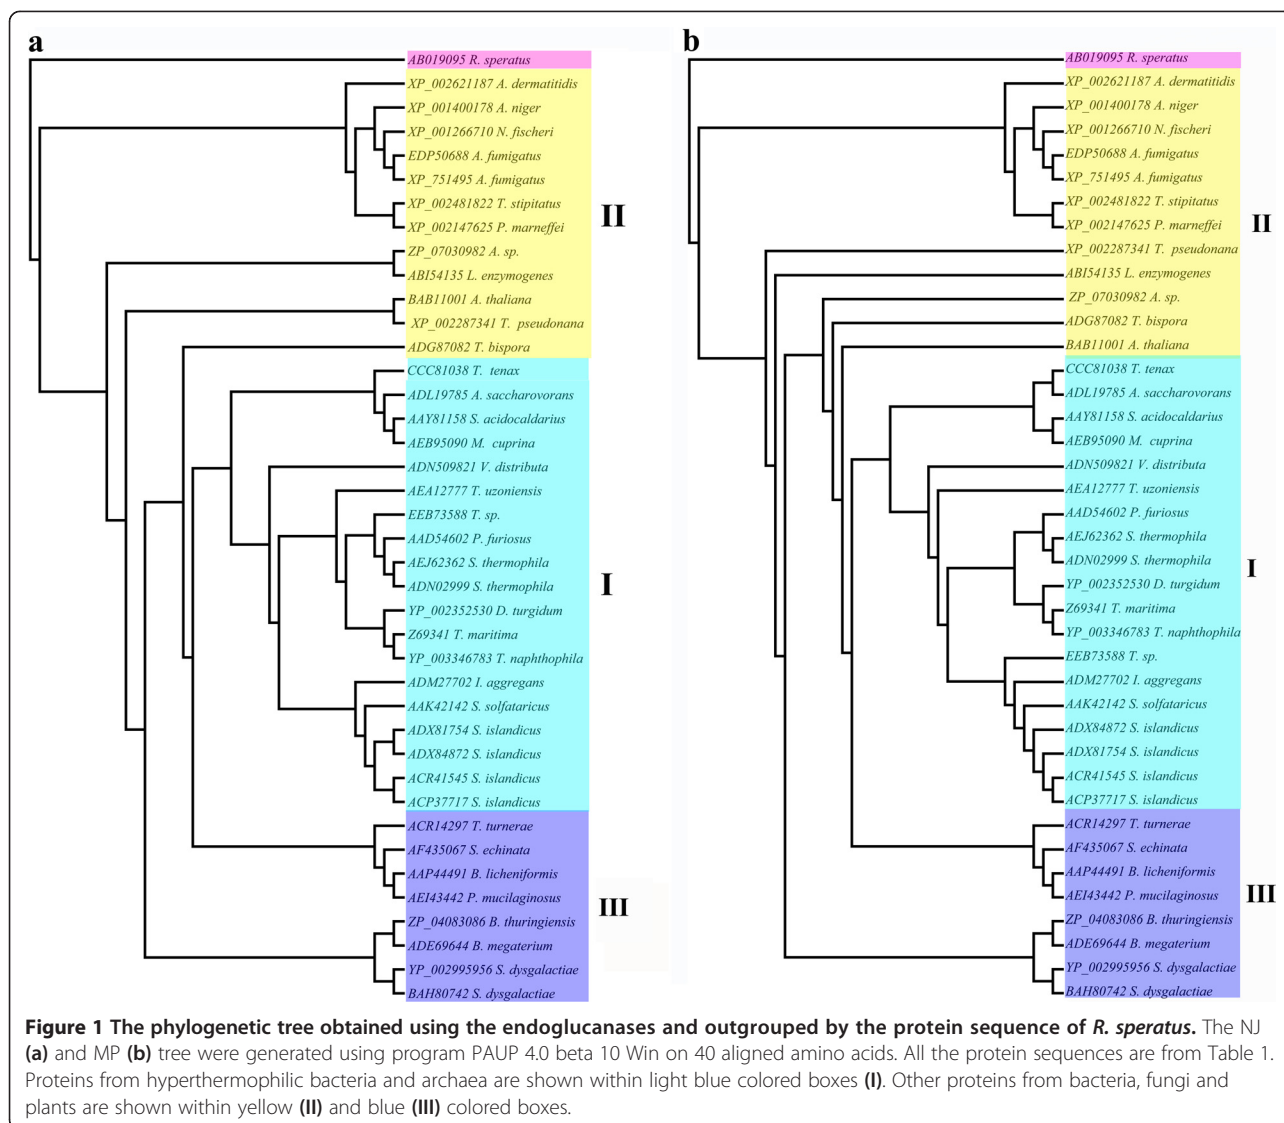 a
AB019095 R. speratus
XP_002621187 A. dermatitidis
XP_001400178 A. niger
XP_001266710 N. fischeri
EDP50688 A. fumigatus
XP_751495 A. fumigatus
XP_002481822 T. stipitatus
XP_002147625 P. marneffei
ZP_07030982 A. sp.
ABI54135 L. enzymogenes
BAB11001 A. thaliana
XP_002287341 T. pseudonana
ADG87082 T. bispora
CCC81038 T. tenax
ADL19785 A. saccharovorans
AAY81158 S. acidocaldarius
AEB95090 M. cuprina
ADN509821 V. distributa
AEA12777 T. uzoniensis
EEB73588 T. sp.
AAD54602 P. furiosus
AEJ62362 S. thermophila
ADN02999 S. thermophila
YP_002352530 D. turgidum
Z69341 T. maritima
YP_003346783 T. naphthophila
ADM27702 I. aggregans
AAK42142 S. solfataricus
ADX81754 S. islandicus
ADX84872 S. islandicus
ACR41545 S. islandicus
ACP37717 S. islandicus
ACR14297 T. turnerae
AF435067 S. echinata
AAP44491 B. licheniformis
AEI43442 P. mucilaginosus
ZP_04083086 B. thuringiensis
ADE69644 B. megaterium
YP_002995956 S. dysgalactiae
BAH80742 S. dysgalactiae
II
I
III
b
AB019095 R. speratus
XP_002621187 A. dermatitidis
XP_001400178 A. niger
XP_001266710 N. fischeri
EDP50688 A. fumigatus
XP_751495 A. fumigatus
XP_002481822 T. stipitatus
XP_002147625 P. marneffei
XP_002287341 T. pseudonana
ABI54135 L. enzymogenes
ZP_07030982 A. sp.
ADG87082 T. bispora
BAB11001 A. thaliana
CCC81038 T. tenax
ADL19785 A. saccharovorans
AAY81158 S. acidocaldarius
AEB95090 M. cuprina
ADN509821 V. distributa
AEA12777 T. uzoniensis
AAD54602 P. furiosus
AEJ62362 S. thermophila
ADN02999 S. thermophila
YP_002352530 D. turgidum
Z69341 T. maritima
YP_003346783 T. naphthophila
EEB73588 T. sp.
ADM27702 I. aggregans
AAK42142 S. solfataricus
ADX84872 S. islandicus
ADX81754 S. islandicus
ACR41545 S. islandicus
ACP37717 S. islandicus
ACR14297 T. turnerae
AF435067 S. echinata
AAP44491 B. licheniformis
AEI43442 P. mucilaginosus
ZP_04083086 B. thuringiensis
ADE69644 B. megaterium
YP_002995956 S. dysgalactiae
BAH80742 S. dysgalactiae
II
I
III
Figure 1 The phylogenetic tree obtained using the endoglucanases and outgrouped by the protein sequence of R. speratus. The NJ
(a) and MP (b) tree were generated using program PAUP 4.0 beta 10 Win on 40 aligned amino acids. All the protein sequences are from Table 1.
Proteins from hyperthermophilic bacteria and archaea are shown within light blue colored boxes (I). Other proteins from bacteria, fungi and
plants are shown within yellow (II) and blue (III) colored boxes.